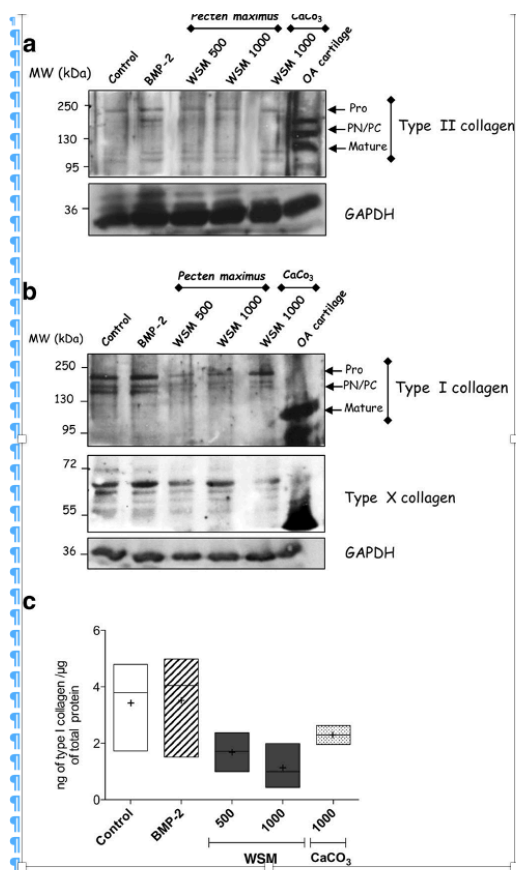 a
Pecten maximus CaCo3
MW (kDa) Control BMP-2 WSM 500 WSM 1000 WSM 1000 OA cartilage
250 Pro
130 PN/PC Type II collagen
95 Mature
36 GAPDH
b
Pecten maximus CaCO3
MW (kDa) Control BMP-2 WSM 500 WSM 1000 WSM 1000 OA cartilage
250 Pro
PN/PC Type I collagen
130 Mature
95
72
Type X collagen
55
36 GAPDH
c
ng of type I collagen /µg
of total protein
6
4
2
0
Control BMP-2 500 1000 1000
WSM CaCO3